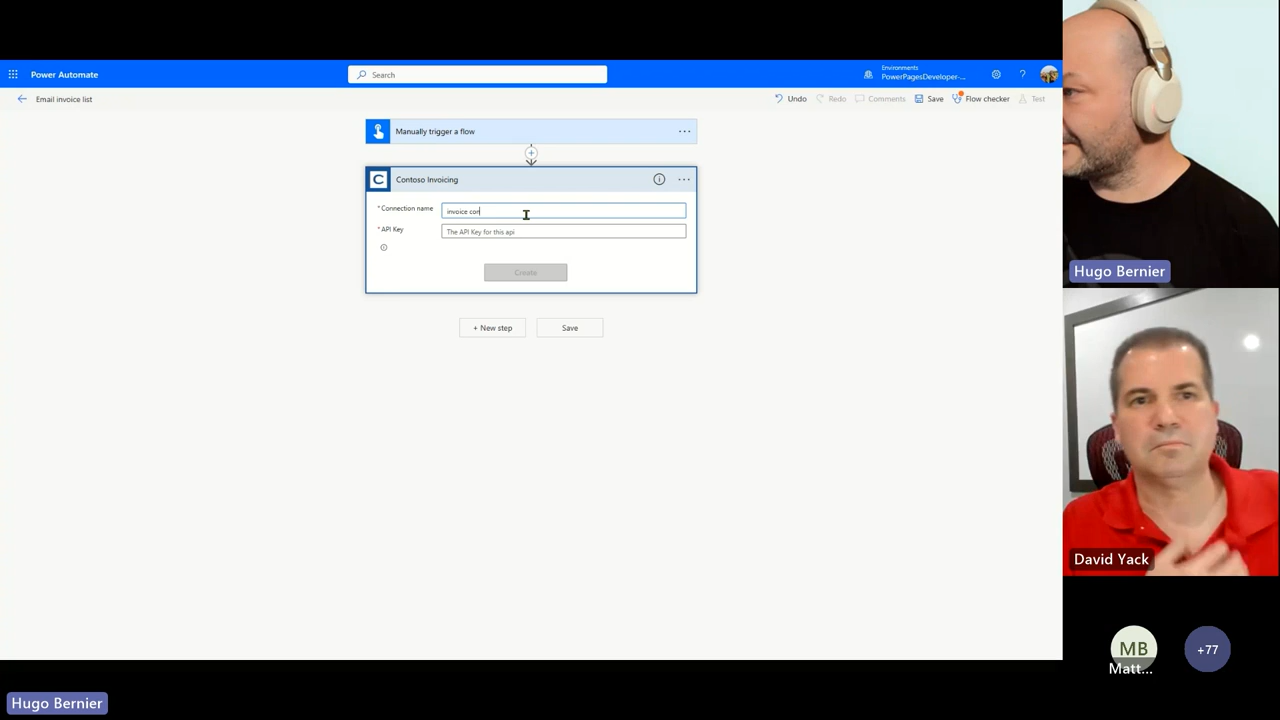 Power Automate
Search
Environments
PowerPagesDeveloper-...
?
Email invoice list
Undo
Redo
Comments
Save
Flow checker
Test
Manually trigger a flow
...
C
Contoso Invoicing
...
* Connection name
invoice con
* API Key
The API Key for this api
Create
+ New step
Save
Hugo Bernier
David Yack
MB
Matt...
+77
Hugo Bernier